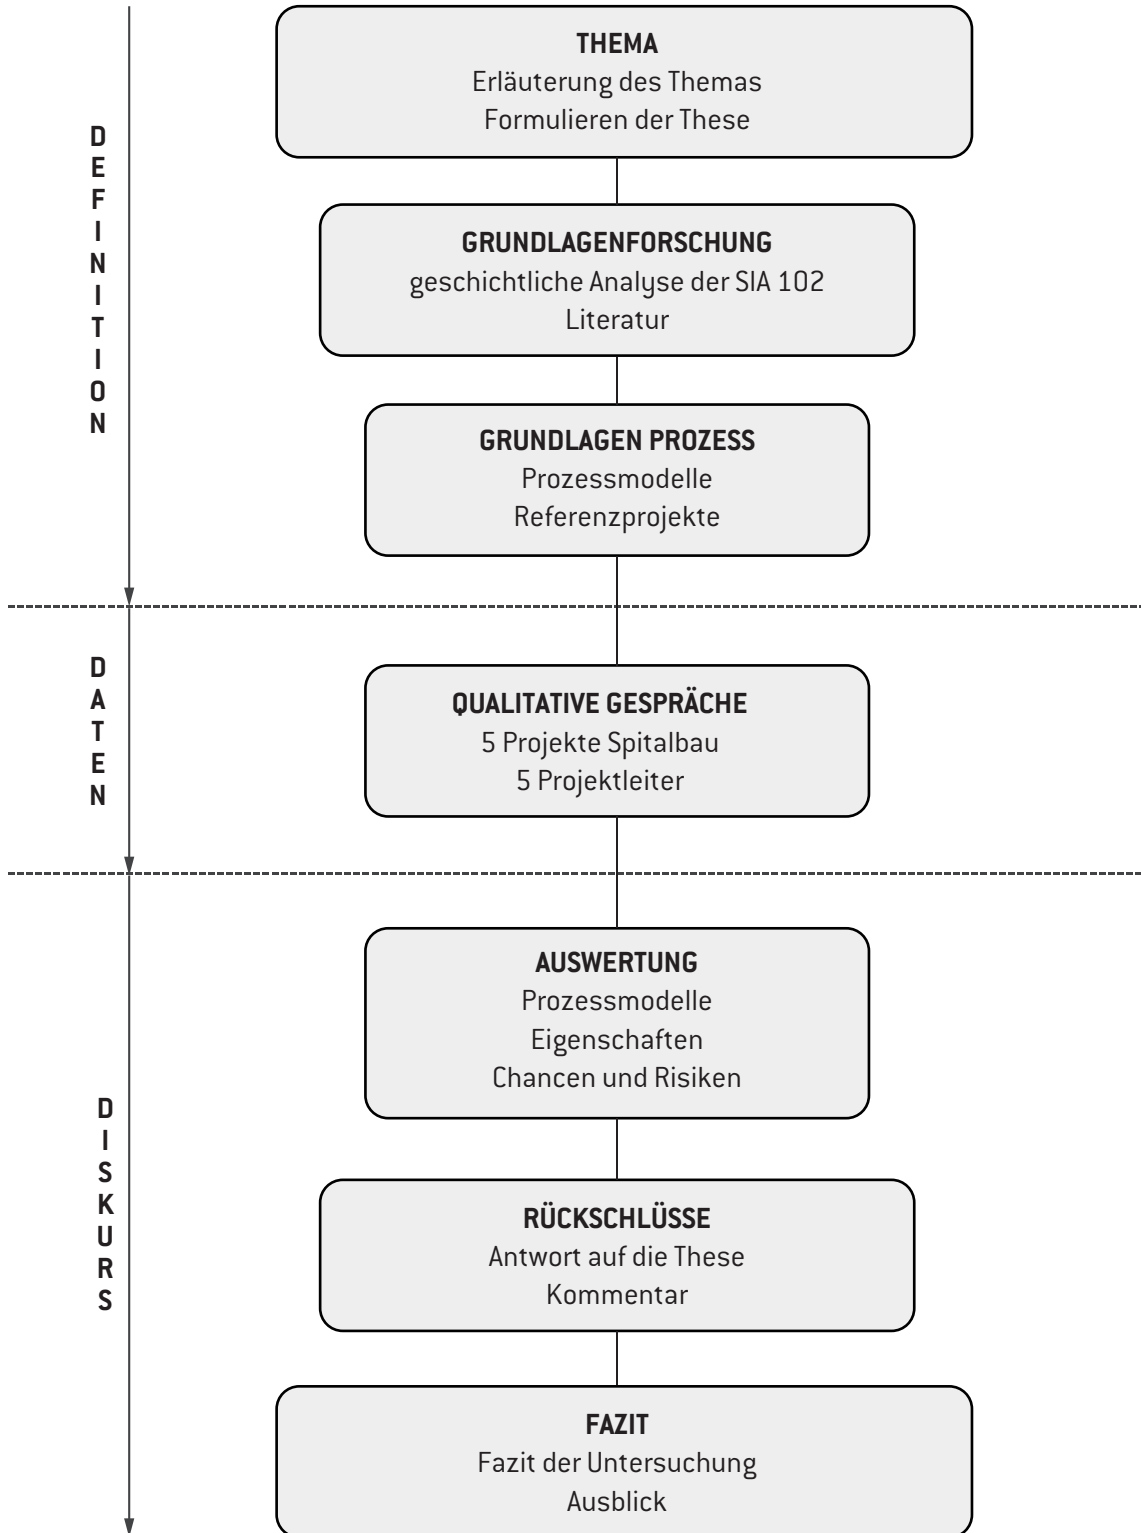 DEFINITION
THEMA
Erläuterung des Themas
Formulieren der These
GRUNDLAGENFORSCHUNG
geschichtliche Analyse der SIA 102
Literatur
GRUNDLAGEN PROZESS
Prozessmodelle
Referenzprojekte
DATEN
QUALITATIVE GESPRÄCHE
5 Projekte Spitalbau
5 Projektleiter
DISKURS
AUSWERTUNG
Prozessmodelle
Eigenschaften
Chancen und Risiken
RÜCKSCHLÜSSE
Antwort auf die These
Kommentar
FAZIT
Fazit der Untersuchung
Ausblick